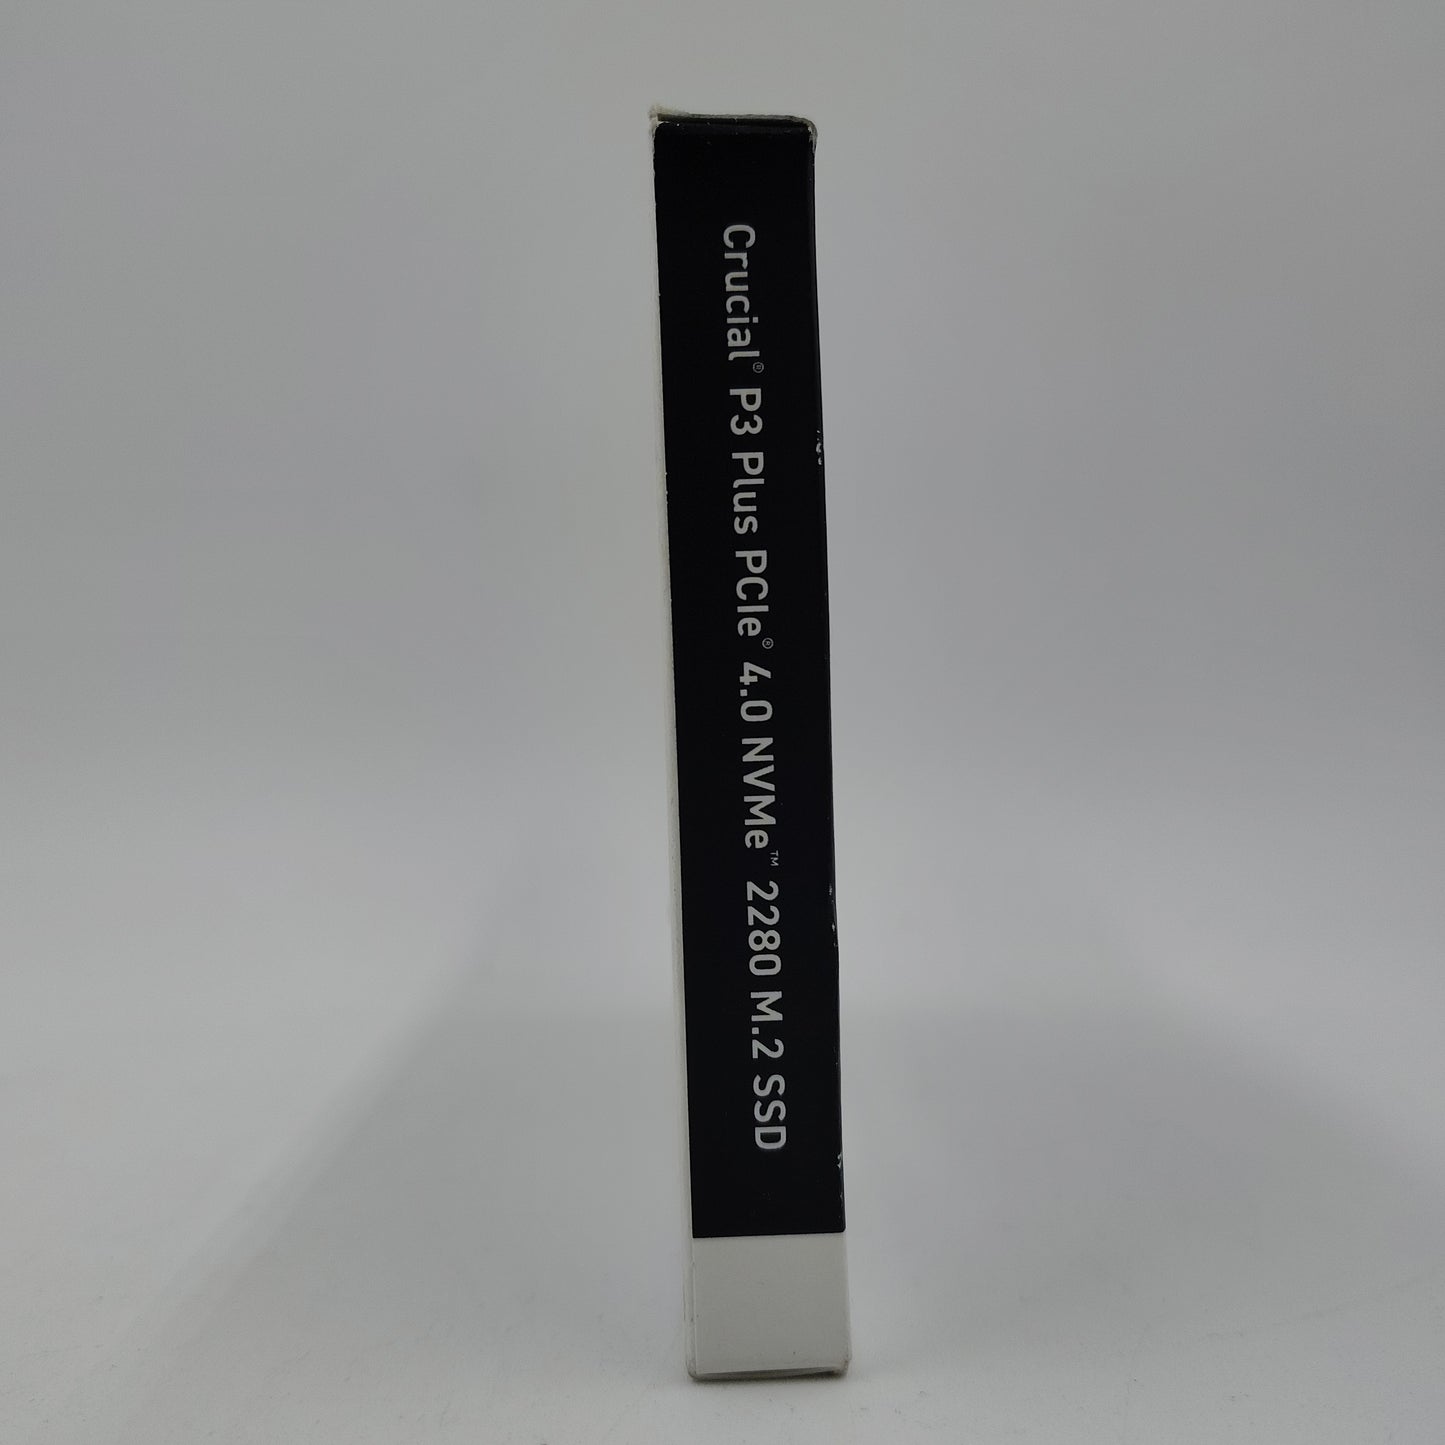 Crucial® P3 Plus PCIe® 4.0 NVMe™ 2280 M.2 SSD